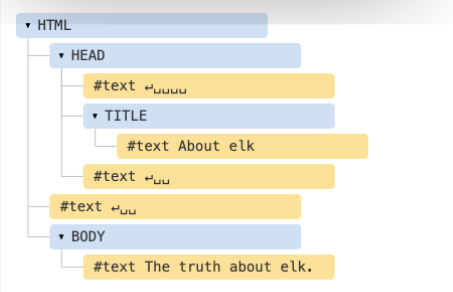 ▾ HTML
▾ HEAD
#text ↵␣␣␣␣
▾ TITLE
#text About elk
#text ↵␣␣
#text ↵␣␣
▾ BODY
#text The truth about elk.